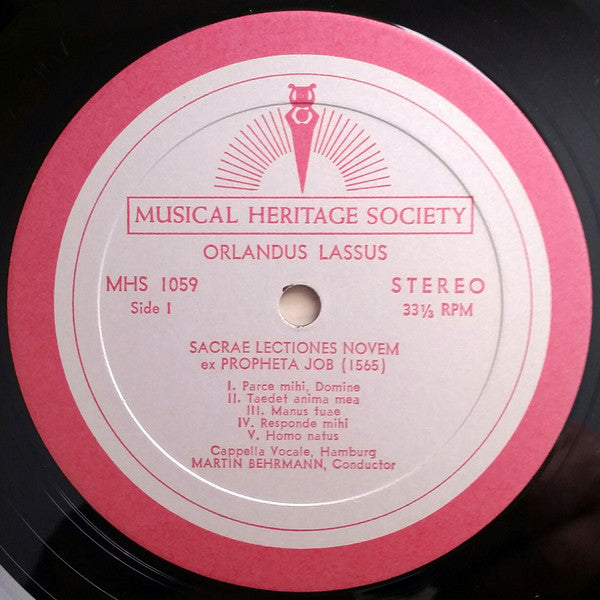 MUSICAL HERITAGE SOCIETY
ORLANDUS LASSUS
MHS 1059 STEREO
Side 1 33⅓ RPM
SACRAE LECTIONES NOVEM
ex PROPHETA JOB (1565)
I. Parce mihi, Domine
II. Taedet anima mea
III. Manus tuae
IV. Responde mihi
V. Homo natus
Cappella Vocale, Hamburg
MARTIN BEHRMANN, Conductor